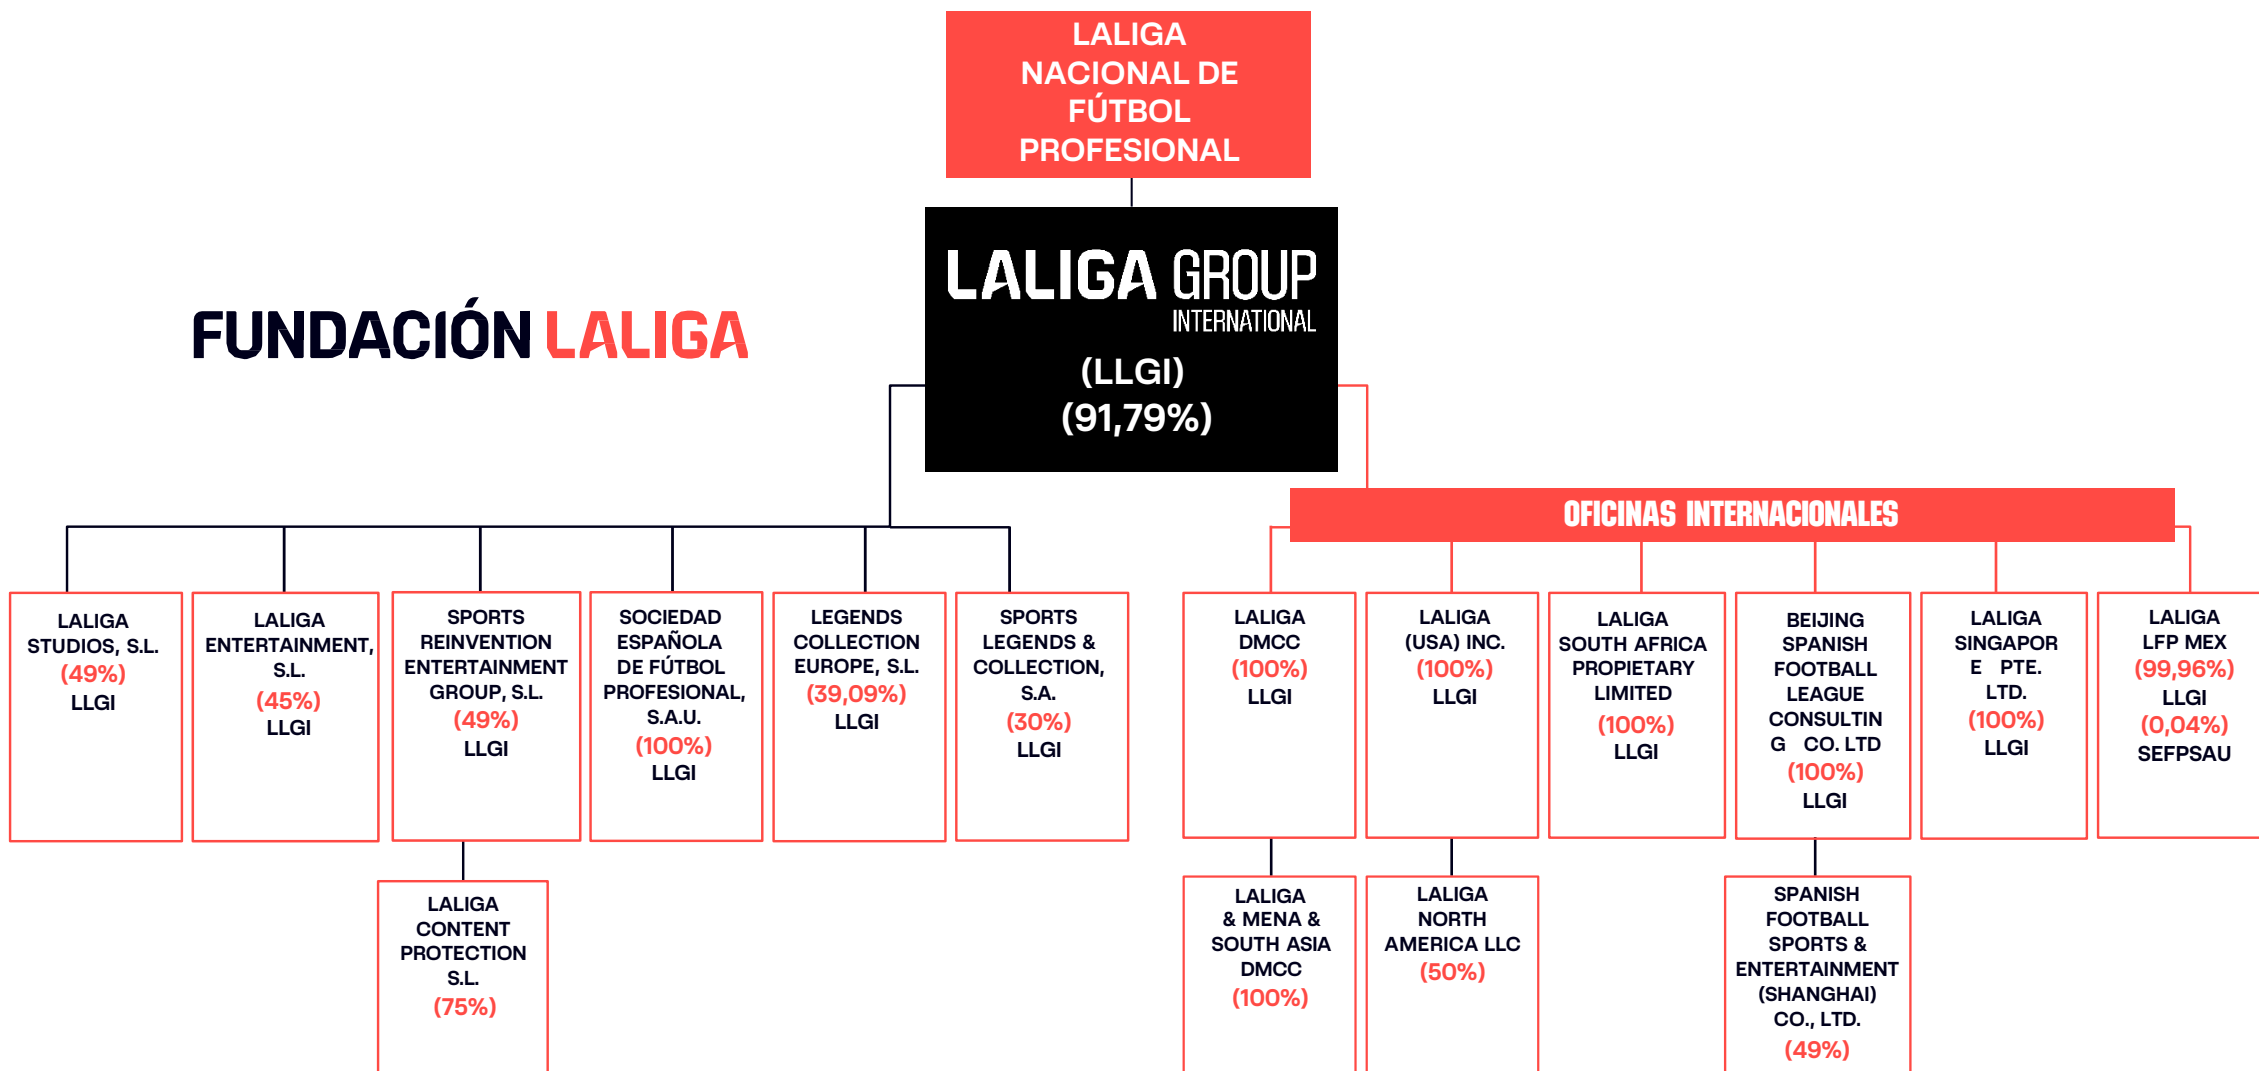 LALIGA
NACIONAL DE
FÚTBOL
PROFESIONAL
LALIGA GROUP
INTERNATIONAL
(LLGI)
(91,79%)
FUNDACIÓN LALIGA
OFICINAS INTERNACIONALES
LALIGA
STUDIOS, S.L.
(49%)
LLGI
LALIGA
ENTERTAINMENT,
S.L.
(45%)
LLGI
SPORTS
REINVENTION
ENTERTAINMENT
GROUP, S.L.
(49%)
LLGI
SOCIEDAD
ESPAÑOLA
DE FÚTBOL
PROFESIONAL,
S.A.U.
(100%)
LLGI
LEGENDS
COLLECTION
EUROPE, S.L.
(39,09%)
LLGI
SPORTS
LEGENDS &
COLLECTION,
S.A.
(30%)
LLGI
LALIGA
DMCC
(100%)
LLGI
LALIGA
(USA) INC.
(100%)
LLGI
LALIGA
SOUTH AFRICA
PROPIETARY
LIMITED
(100%)
LLGI
BEIJING
SPANISH
FOOTBALL
LEAGUE
CONSULTIN
G CO. LTD
(100%)
LLGI
LALIGA
SINGAPOR
E PTE.
LTD.
(100%)
LLGI
LALIGA
LFP MEX
(99,96%)
LLGI
(0,04%)
SEFPSAU
LALIGA
CONTENT
PROTECTION
S.L.
(75%)
LALIGA
& MENA &
SOUTH ASIA
DMCC
(100%)
LALIGA
NORTH
AMERICA LLC
(50%)
SPANISH
FOOTBALL
SPORTS &
ENTERTAINMENT
(SHANGHAI)
CO., LTD.
(49%)